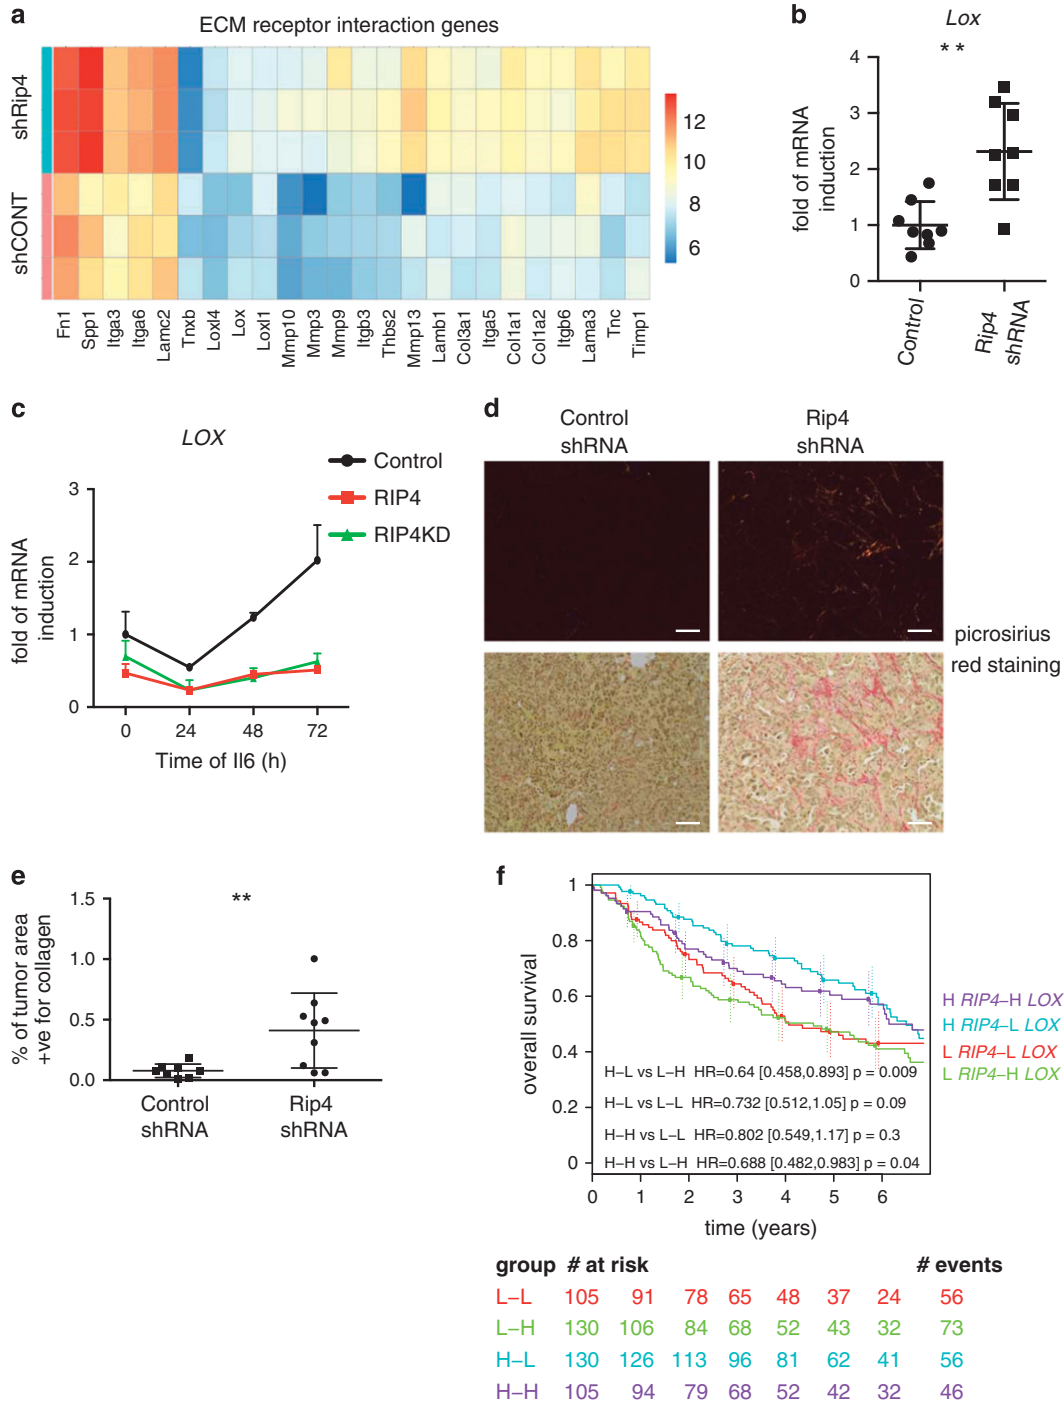 a
ECM receptor interaction genes
shRip4
shCONT
12
10
8
6
Fn1
Spp1
Itga3
Itga6
Lamc2
Tnxb
Loxl4
Lox
Loxl1
Mmp10
Mmp3
Mmp9
Itgb3
Thbs2
Mmp13
Lamb1
Col3a1
Itga5
Col1a1
Col1a2
Itgb6
Lama3
Tnc
Timp1
b
Lox
**
fold of mRNA
induction
4
3
2
1
0
Control
Rip4
shRNA
c
LOX
Control
RIP4
RIP4KD
fold of mRNA
induction
3
2
1
0
0 24 48 72
Time of Il6 (h)
d
Control
shRNA
Rip4
shRNA
picrosirius
red staining
e
**
% of tumor area
+ve for collagen
1.5
1.0
0.5
0.0
Control
shRNA
Rip4
shRNA
f
overall survival
1
0.8
0.6
0.4
0.2
0
H RIP4–H LOX
H RIP4–L LOX
L RIP4–L LOX
L RIP4–H LOX
H–L vs L–H HR=0.64 [0.458,0.893] p = 0.009
H–L vs L–L HR=0.732 [0.512,1.05] p = 0.09
H–H vs L–L HR=0.802 [0.549,1.17] p = 0.3
H–H vs L–H HR=0.688 [0.482,0.983] p = 0.04
0 1 2 3 4 5 6
time (years)
group # at risk # events
L–L 105 91 78 65 48 37 24 56
L–H 130 106 84 68 52 43 32 73
H–L 130 126 113 96 81 62 41 56
H–H 105 94 79 68 52 42 32 46